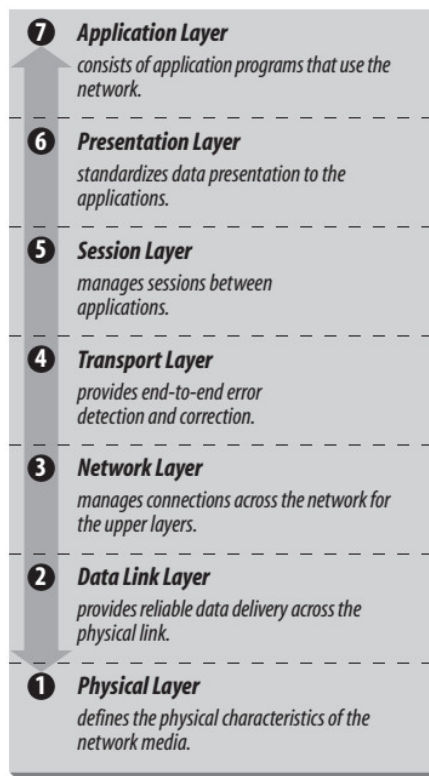 7 Application Layer
consists of application programs that use the
network.
6 Presentation Layer
standardizes data presentation to the
applications.
5 Session Layer
manages sessions between
applications.
4 Transport Layer
provides end-to-end error
detection and correction.
3 Network Layer
manages connections across the network for
the upper layers.
2 Data Link Layer
provides reliable data delivery across the
physical link.
1 Physical Layer
defines the physical characteristics of the
network media.